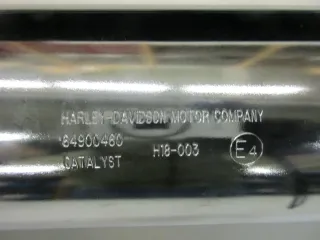 HARLEY-DAVIDSON MOTOR COMPANY
64900460
CATALYST H18-003 E4